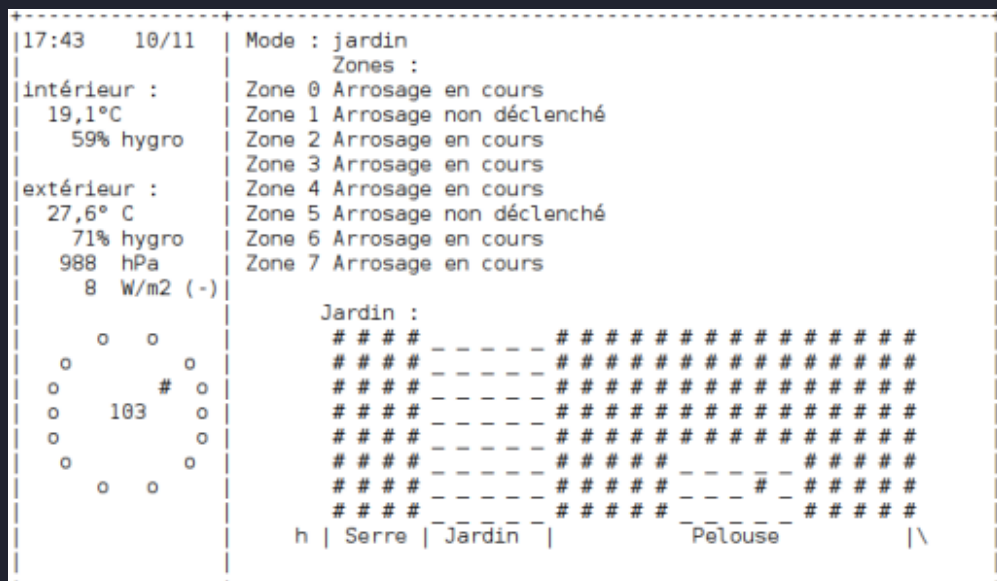 +-----------------+---------------------------------------------------------------+
|17:43    10/11  | Mode : jardin
|                |        Zones :
|intérieur :     | Zone 0 Arrosage en cours
|  19,1°C        | Zone 1 Arrosage non déclenché
|    59% hygro   | Zone 2 Arrosage en cours
|                | Zone 3 Arrosage en cours
|extérieur :     | Zone 4 Arrosage en cours
|  27,6° C       | Zone 5 Arrosage non déclenché
|    71% hygro   | Zone 6 Arrosage en cours
|   988  hPa     | Zone 7 Arrosage en cours
|     8  W/m2 (-)|
|                |       Jardin :
|      o   o     |        # # # # _ _ _ _ _ # # # # # # # # # # # # # # #
|   o         o  |        # # # # _ _ _ _ _ # # # # # # # # # # # # # # #
|  o        #  o |        # # # # _ _ _ _ _ # # # # # # # # # # # # # # #
|  o    103    o |        # # # # _ _ _ _ _ # # # # # # # # # # # # # # #
|  o           o |        # # # # _ _ _ _ _ # # # # # # # # # # # # # # #
|   o         o  |        # # # # _ _ _ _ _ # # # # # _ _ _ _ _ # # # # #
|      o   o     |        # # # # _ _ _ _ _ # # # # # _ _ _ # _ # # # # #
|                |        # # # # _ _ _ _ _ # # # # # _ _ _ _ _ # # # # #
|                |     h | Serre | Jardin  |           Pelouse          |\